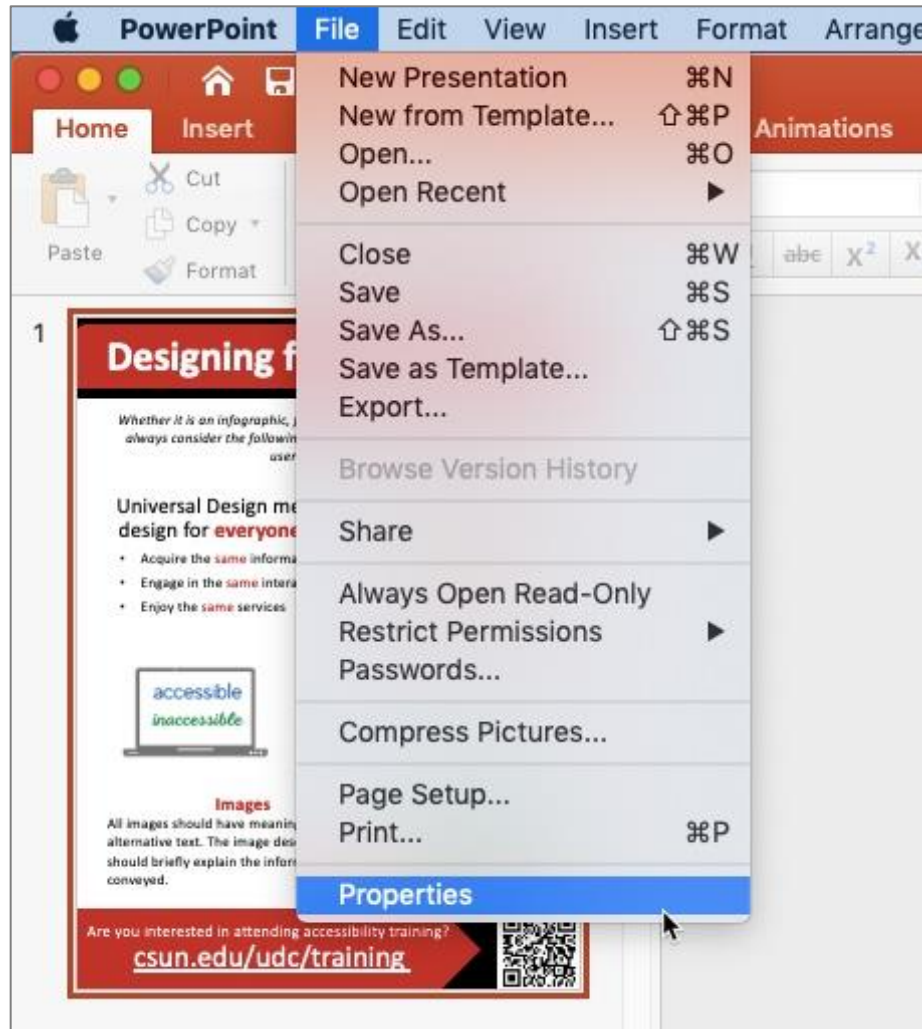 PowerPoint File Edit View Insert Format Arrange
Home Insert Animations
Cut
Copy
Paste
Format
abc X² X
New Presentation ⌘N
New from Template... ⇧⌘P
Open... ⌘O
Open Recent ▶
Close ⌘W
Save ⌘S
Save As... ⇧⌘S
Save as Template...
Export...
Browse Version History
Share ▶
Always Open Read-Only
Restrict Permissions ▶
Passwords...
Compress Pictures...
Page Setup...
Print... ⌘P
Properties
1
Designing f
Whether it is an infographic,
always consider the followin
user
Universal Design me
design for everyone
• Acquire the same informa
• Engage in the same intera
• Enjoy the same services
accessible
inaccessible
Images
All images should have meanin
alternative text. The image des
should briefly explain the infor
conveyed.
Are you interested in attending accessibility training?
csun.edu/udc/training